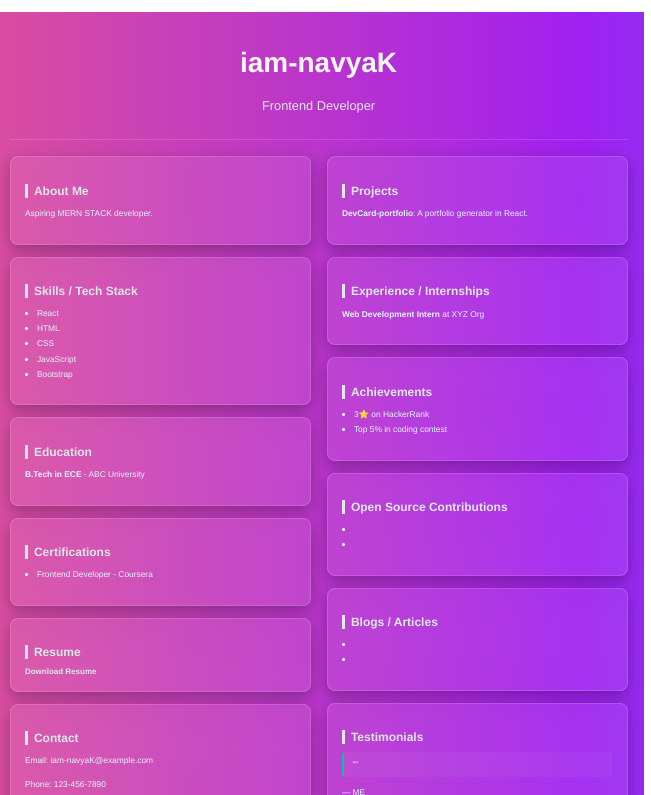 iam-navyaK
Frontend Developer
About Me
Aspiring MERN STACK developer.
Skills / Tech Stack
• React
• HTML
• CSS
• JavaScript
• Bootstrap
Education
B.Tech in ECE - ABC University
Certifications
• Frontend Developer - Coursera
Resume
Download Resume
Contact
Email: iam-navyaK@example.com
Phone: 123-456-7890
Projects
DevCard-portfolio: A portfolio generator in React.
Experience / Internships
Web Development Intern at XYZ Org
Achievements
• 3⭐ on HackerRank
• Top 5% in coding contest
Open Source Contributions
•
•
Blogs / Articles
•
•
Testimonials
""
— ME